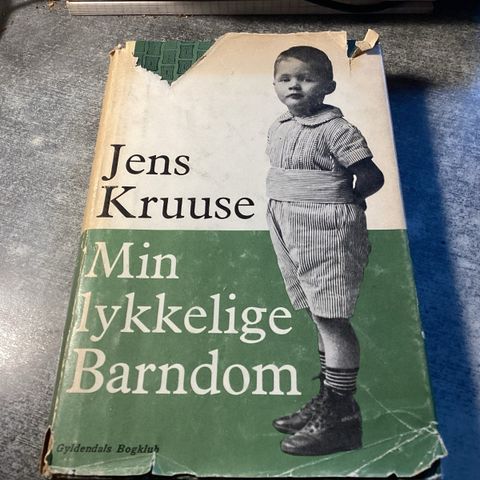 Jens
Kruuse
Min
lykkelige
Barndom
Gyldendals Bogklub